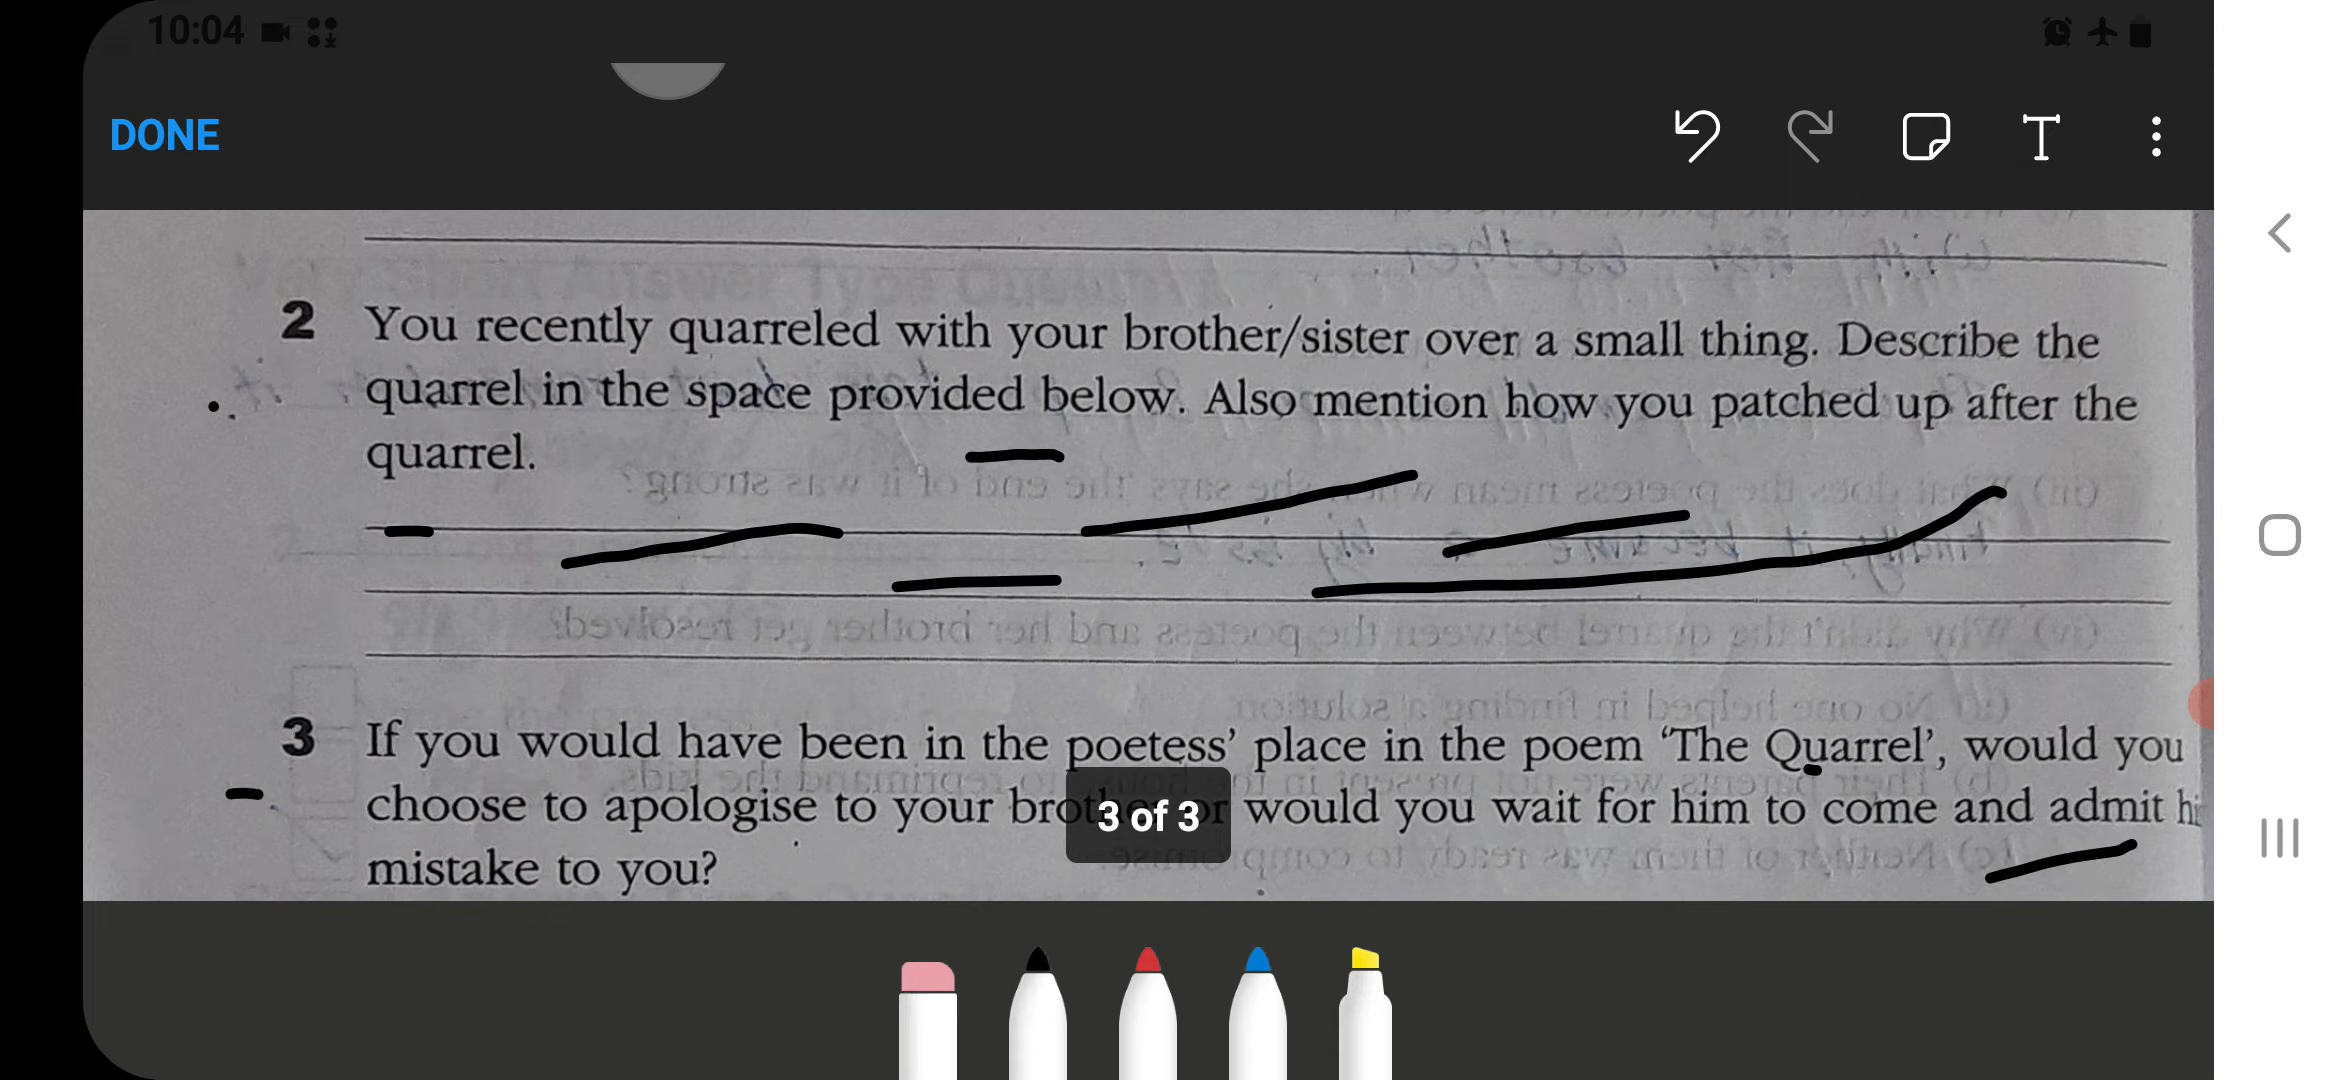 10:04
DONE
2 You recently quarreled with your brother/sister over a small thing. Describe the
quarrel in the space provided below. Also mention how you patched up after the
quarrel.
3 If you would have been in the poetess' place in the poem 'The Quarrel', would you
choose to apologise to your brother or would you wait for him to come and admit hi
mistake to you?
3 of 3